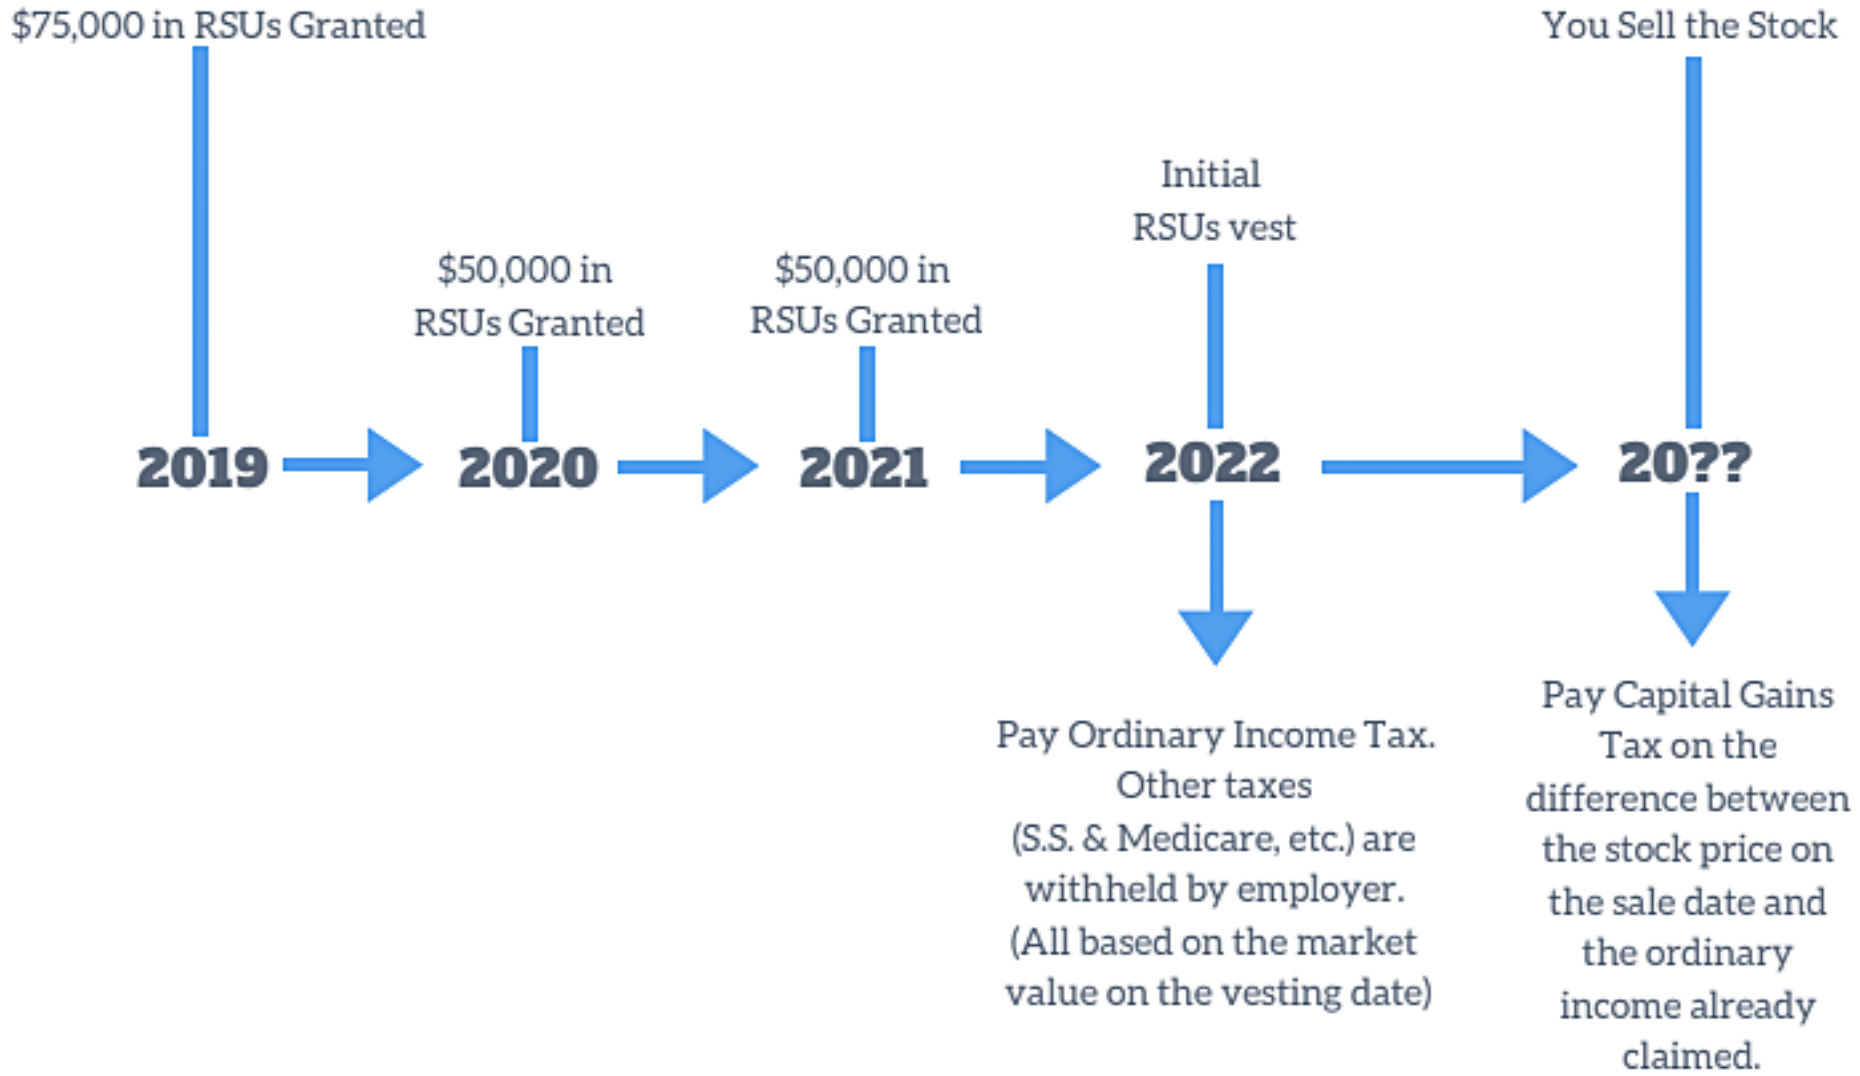 $75,000 in RSUs Granted
You Sell the Stock
Initial
RSUs vest
$50,000 in
RSUs Granted
$50,000 in
RSUs Granted
2019
2020
2021
2022
20??
Pay Ordinary Income Tax.
Other taxes
(S.S. & Medicare, etc.) are
withheld by employer.
(All based on the market
value on the vesting date)
Pay Capital Gains
Tax on the
difference between
the stock price on
the sale date and
the ordinary
income already
claimed.